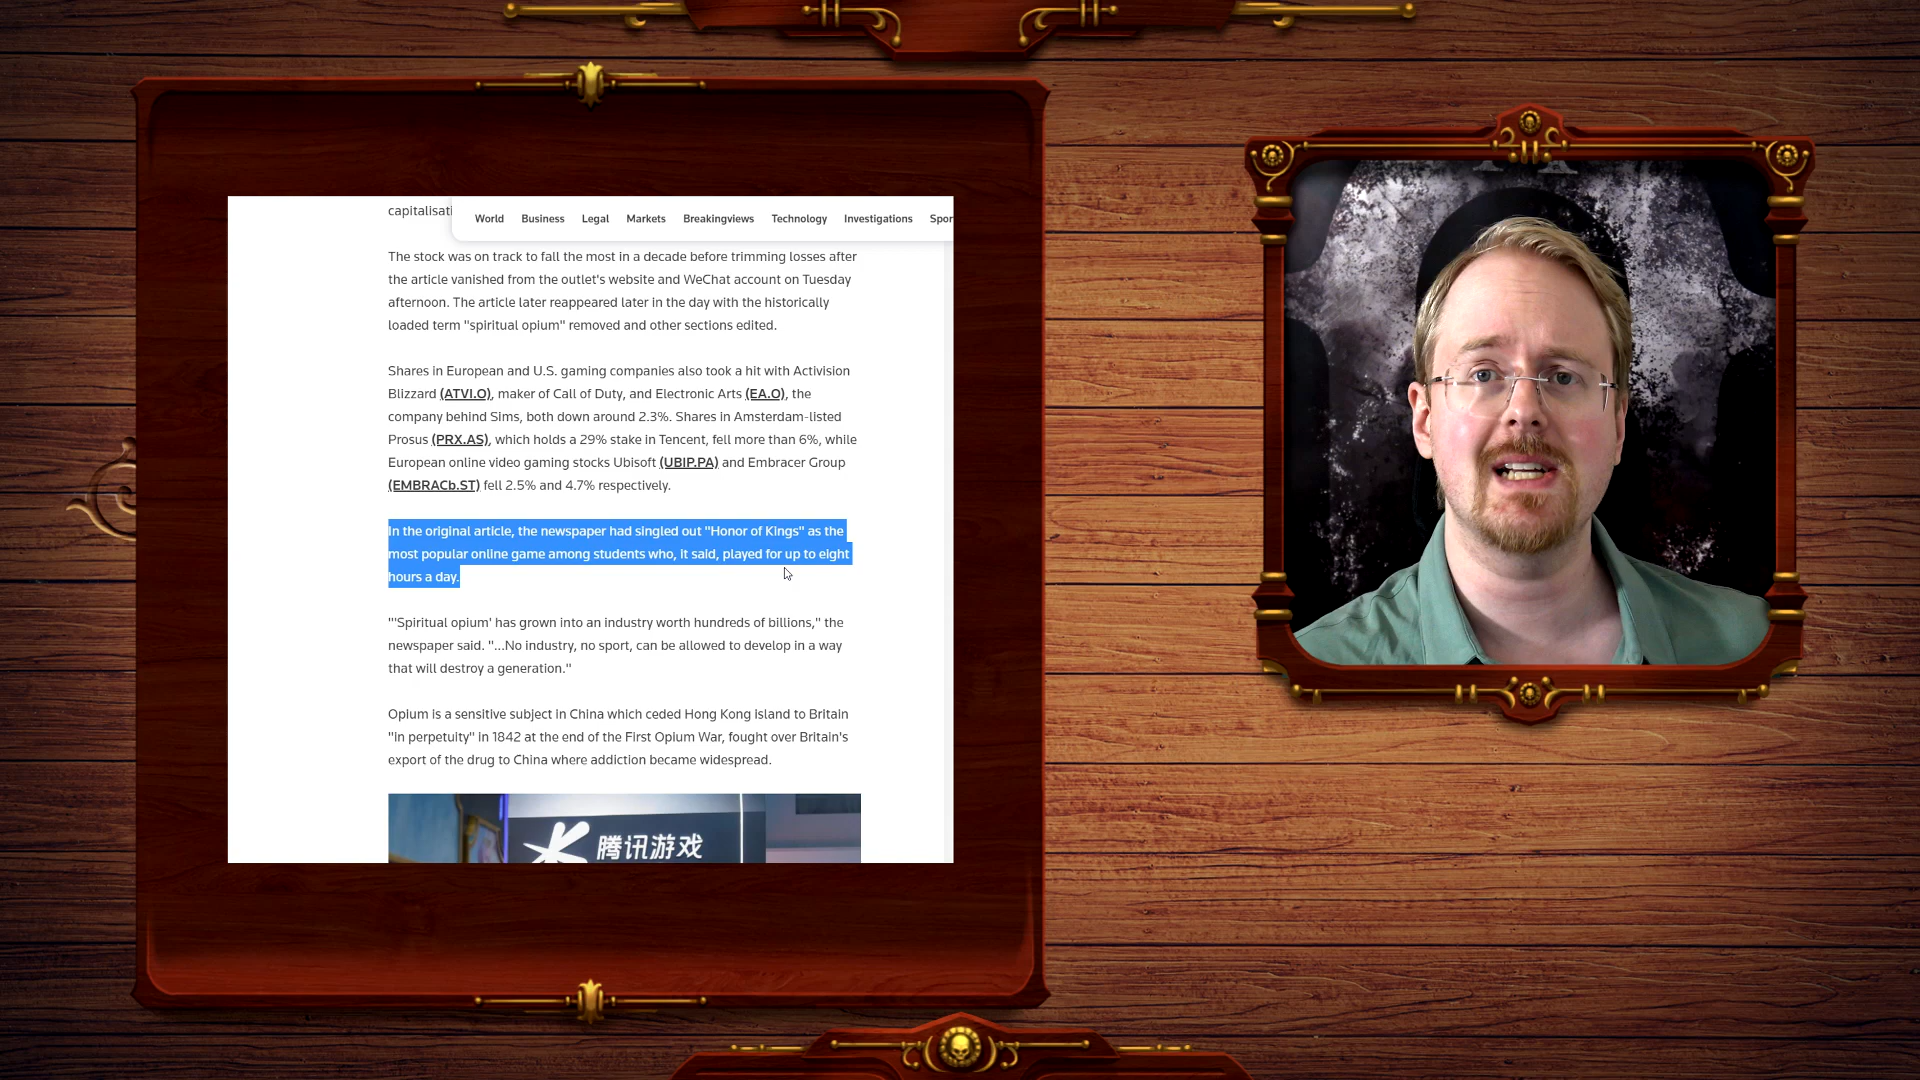 capitalisati
World Business Legal Markets Breakingviews Technology Investigations Spor
The stock was on track to fall the most in a decade before trimming losses after
the article vanished from the outlet's website and WeChat account on Tuesday
afternoon. The article later reappeared later in the day with the historically
loaded term "spiritual opium" removed and other sections edited.
Shares in European and U.S. gaming companies also took a hit with Activision
Blizzard (ATVI.O), maker of Call of Duty, and Electronic Arts (EA.O), the
company behind Sims, both down around 2.3%. Shares in Amsterdam-listed
Prosus (PRX.AS), which holds a 29% stake in Tencent, fell more than 6%, while
European online video gaming stocks Ubisoft (UBIP.PA) and Embracer Group
(EMBRACb.ST) fell 2.5% and 4.7% respectively.
In the original article, the newspaper had singled out "Honor of Kings" as the
most popular online game among students who, it said, played for up to eight
hours a day.
"'Spiritual opium' has grown into an industry worth hundreds of billions," the
newspaper said. "...No industry, no sport, can be allowed to develop in a way
that will destroy a generation."
Opium is a sensitive subject in China which ceded Hong Kong island to Britain
"in perpetuity" in 1842 at the end of the First Opium War, fought over Britain's
export of the drug to China where addiction became widespread.
腾讯游戏